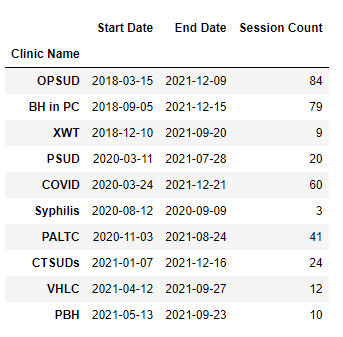 Start Date End Date Session Count
Clinic Name
OPSUD 2018-03-15 2021-12-09 84
BH in PC 2018-09-05 2021-12-15 79
XWT 2018-12-10 2021-09-20 9
PSUD 2020-03-11 2021-07-28 20
COVID 2020-03-24 2021-12-21 60
Syphilis 2020-08-12 2020-09-09 3
PALTC 2020-11-03 2021-08-24 41
CTSUDs 2021-01-07 2021-12-16 24
VHLC 2021-04-12 2021-09-27 12
PBH 2021-05-13 2021-09-23 10